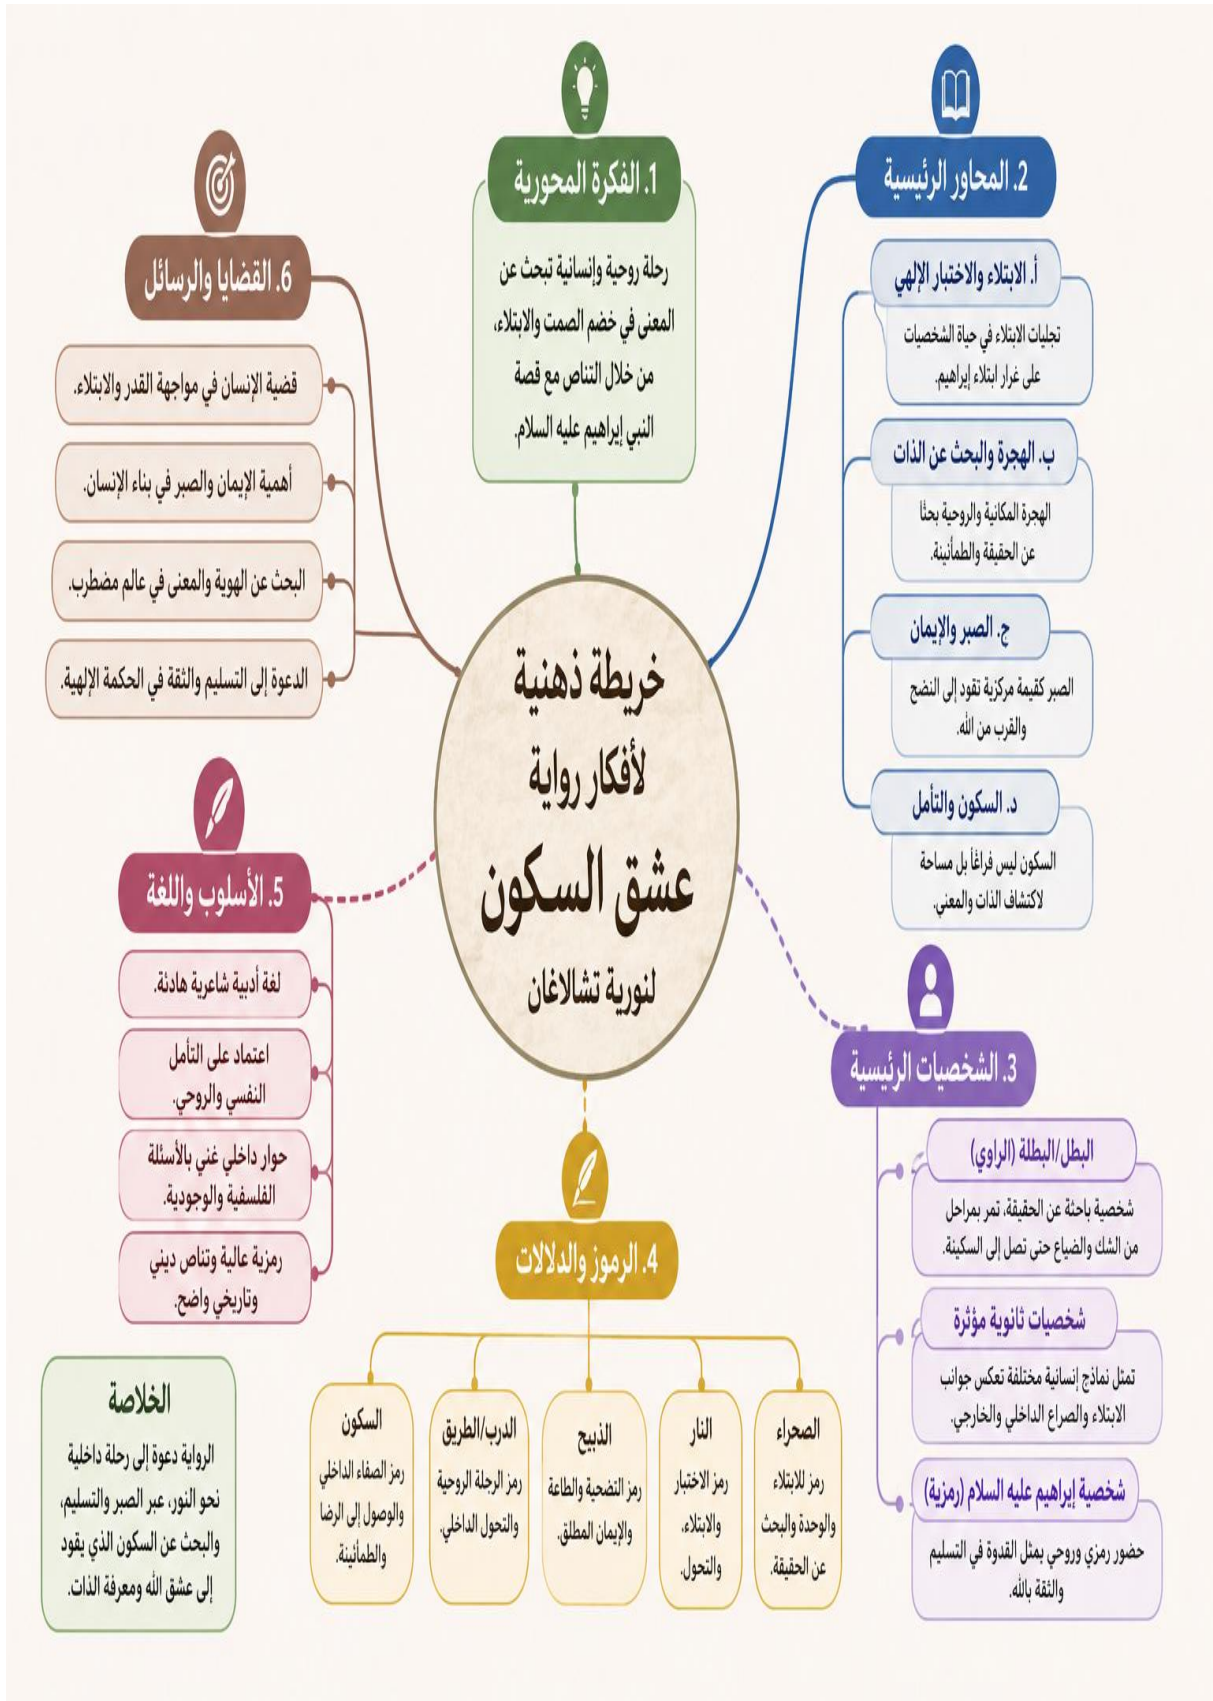 خريطة ذهنية
لأفكار رواية
عشق السكون
لنورية تشالاغان
1. الفكرة المحورية
رحلة روحية وإنسانية تبحث عن
المعنى في خضم الصمت والابتلاء،
من خلال التناص مع قصة
النبي إبراهيم عليه السلام.
2. المحاور الرئيسية
أ. الابتلاء والاختبار الإلهي
تجليات الابتلاء في حياة الشخصيات
على غرار ابتلاء إبراهيم.
ب. الهجرة والبحث عن الذات
الهجرة المكانية والروحية بحثًا
عن الحقيقة والطمأنينة.
ج. الصبر والإيمان
الصبر كقيمة مركزية تقود إلى النضج
والقرب من الله.
د. السكون والتأمل
السكون ليس فراغًا بل مساحة
لاكتشاف الذات والمعنى.
3. الشخصيات الرئيسية
البطل/البطلة (الراوي)
شخصية باحثة عن الحقيقة، تمر بمراحل
من الشك والضياع حتى تصل إلى السكينة.
شخصيات ثانوية مؤثرة
تمثل نماذج إنسانية مختلفة تعكس جوانب
الابتلاء والصراع الداخلي والخارجي.
شخصية إبراهيم عليه السلام (رمزية)
حضور رمزي وروحي يمثل القدوة في التسليم
والثقة بالله.
4. الرموز والدلالات
الصحراء
رمز للابتلاء
والوحدة والبحث
عن الحقيقة.
النار
رمز الاختبار
والابتلاء،
والتحول.
الذبيح
رمز التضحية والطاعة
والإيمان المطلق.
الدرب/الطريق
رمز الرحلة الروحية
والتحول الداخلي.
السكون
رمز الصفاء الداخلي
والوصول إلى الرضا
والطمأنينة.
5. الأسلوب واللغة
لغة أدبية شاعرية هادئة.
اعتماد على التأمل
النفسي والروحي.
حوار داخلي غني بالأسئلة
الفلسفية والوجودية.
رمزية عالية وتناص ديني
وتاريخي واضح.
6. القضايا والرسائل
قضية الإنسان في مواجهة القدر والابتلاء.
أهمية الإيمان والصبر في بناء الإنسان.
البحث عن الهوية والمعنى في عالم مضطرب.
الدعوة إلى التسليم والثقة في الحكمة الإلهية.
الخلاصة
الرواية دعوة إلى رحلة داخلية
نحو النور، عبر الصبر والتسليم،
والبحث عن السكون الذي يقود
إلى عشق الله ومعرفة الذات.